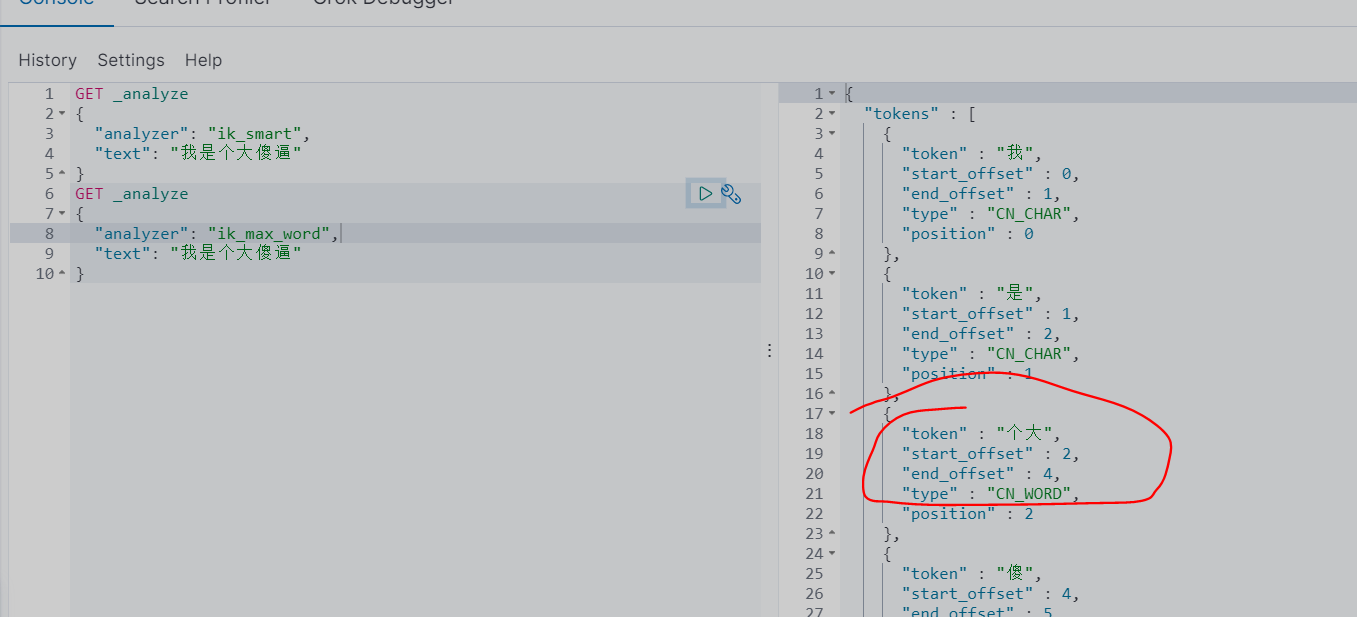 Console Search Profiler Grok Debugger
History Settings Help
1 GET _analyze
2 {
3 "analyzer": "ik_smart",
4 "text": "我是个大傻逼"
5 }
6 GET _analyze
7 {
8 "analyzer": "ik_max_word",
9 "text": "我是个大傻逼"
10 }
1 {
2 "tokens" : [
3 {
4 "token" : "我",
5 "start_offset" : 0,
6 "end_offset" : 1,
7 "type" : "CN_CHAR",
8 "position" : 0
9 },
10 {
11 "token" : "是",
12 "start_offset" : 1,
13 "end_offset" : 2,
14 "type" : "CN_CHAR",
15 "position" : 1
16 },
17 {
18 "token" : "个大",
19 "start_offset" : 2,
20 "end_offset" : 4,
21 "type" : "CN_WORD",
22 "position" : 2
23 },
24 {
25 "token" : "傻",
26 "start_offset" : 4,
27 "end_offset" : 5